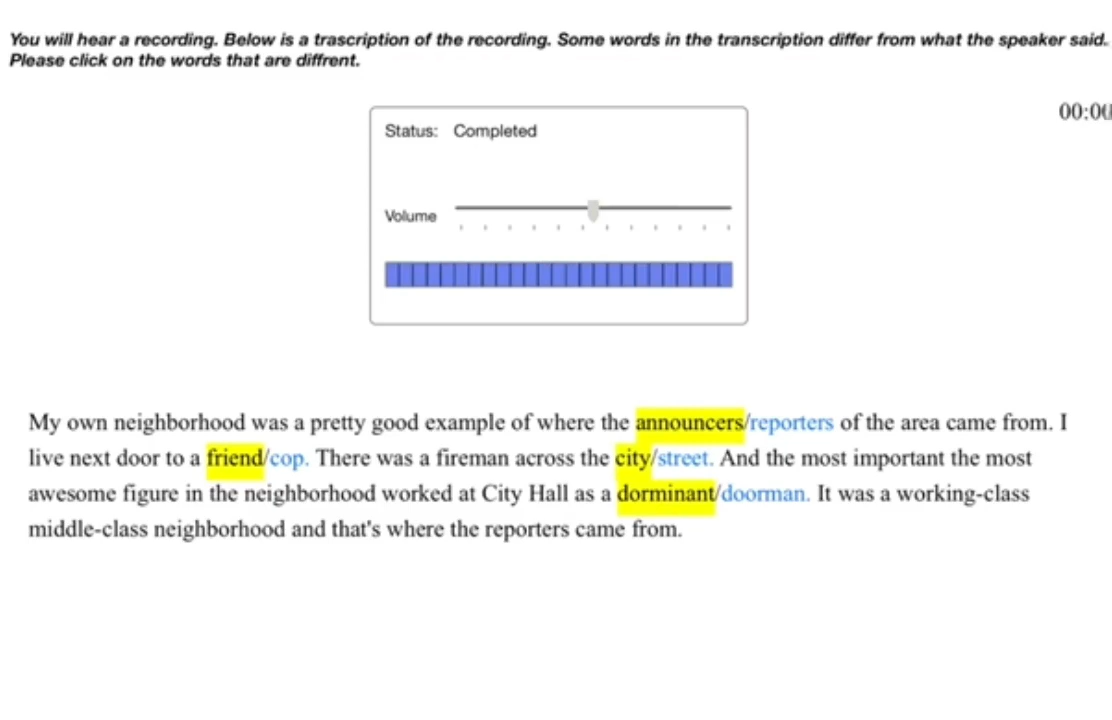 You will hear a recording. Below is a trascription of the recording. Some words in the transcription differ from what the speaker said.
Please click on the words that are diffrent.
00:00
Status: Completed
Volume
My own neighborhood was a pretty good example of where the announcers/reporters of the area came from. I
live next door to a friend/cop. There was a fireman across the city/street. And the most important the most
awesome figure in the neighborhood worked at City Hall as a dorminant/doorman. It was a working-class
middle-class neighborhood and that's where the reporters came from.